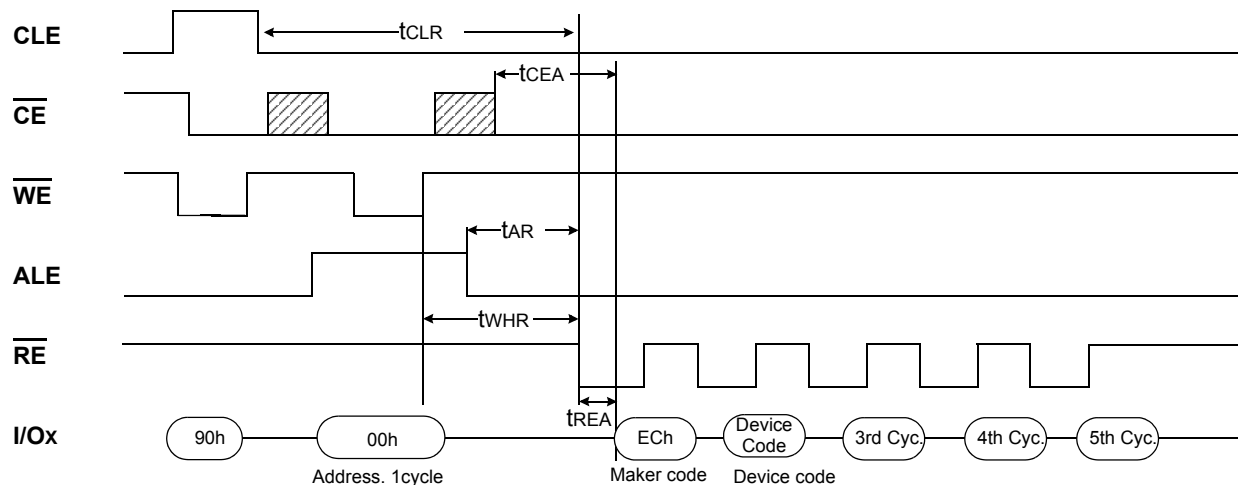 CLE
tCLR
tCEA
CE
WE
tAR
ALE
tWHR
RE
tREA
I/Ox
90h
00h
ECh
Device
Code
3rd Cyc.
4th Cyc.
5th Cyc.
Address. 1cycle
Maker code
Device code